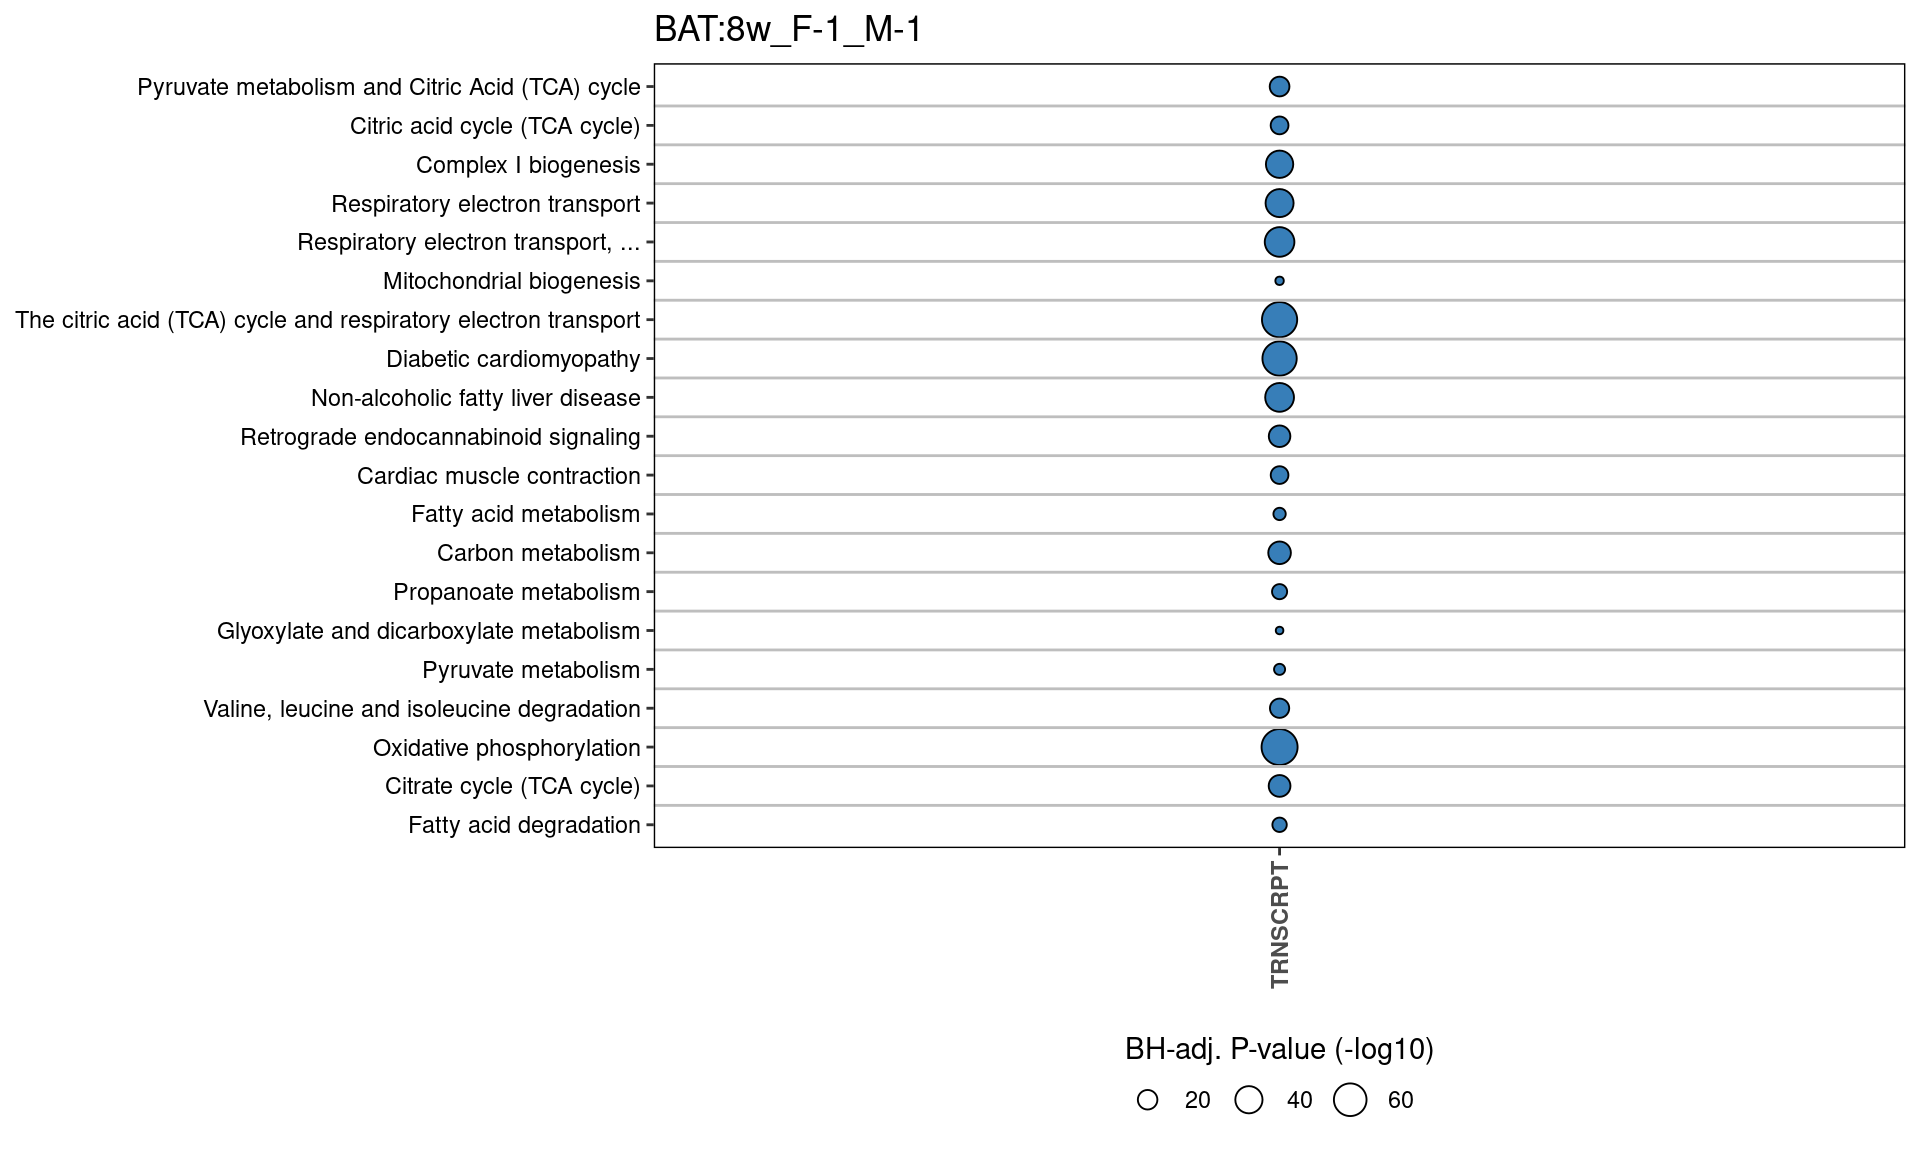 BAT:8w_F-1_M-1
Pyruvate metabolism and Citric Acid (TCA) cycle
Citric acid cycle (TCA cycle)
Complex I biogenesis
Respiratory electron transport
Respiratory electron transport, ...
Mitochondrial biogenesis
The citric acid (TCA) cycle and respiratory electron transport
Diabetic cardiomyopathy
Non-alcoholic fatty liver disease
Retrograde endocannabinoid signaling
Cardiac muscle contraction
Fatty acid metabolism
Carbon metabolism
Propanoate metabolism
Glyoxylate and dicarboxylate metabolism
Pyruvate metabolism
Valine, leucine and isoleucine degradation
Oxidative phosphorylation
Citrate cycle (TCA cycle)
Fatty acid degradation
TRNSCRPT
BH-adj. P-value (-log10)
20 40 60